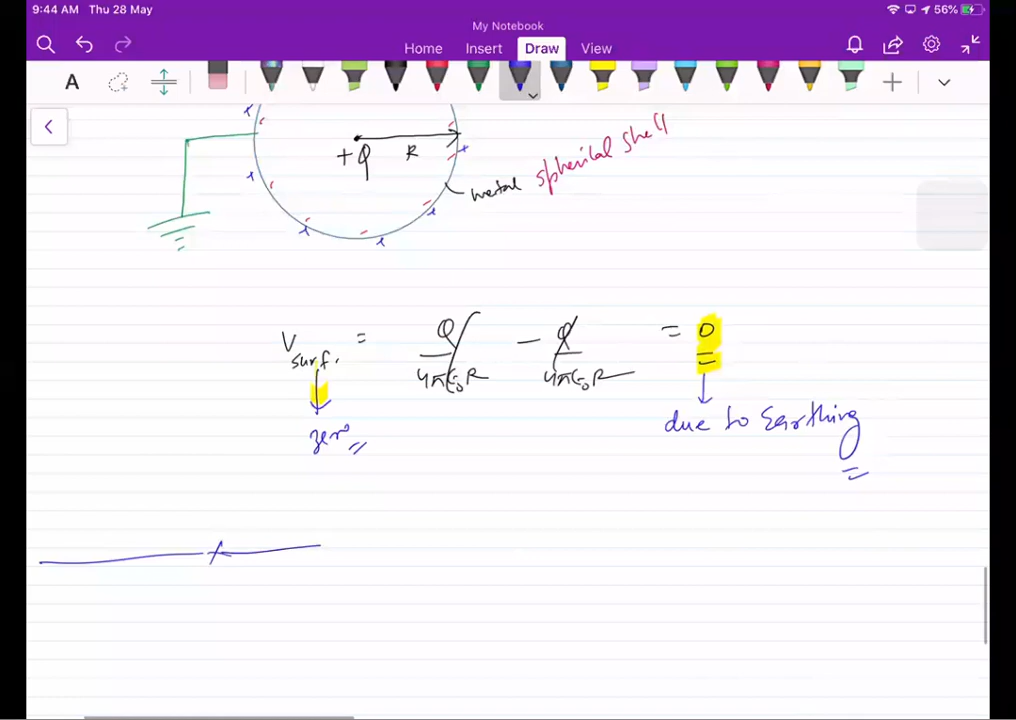 9:44 AM Thu 28 May 56%
My Notebook
Home Insert Draw View
A
+Q R
metal spherical shell
V surf. = Q/4πε₀R − Q/4πε₀R = 0
zero
due to Earthing